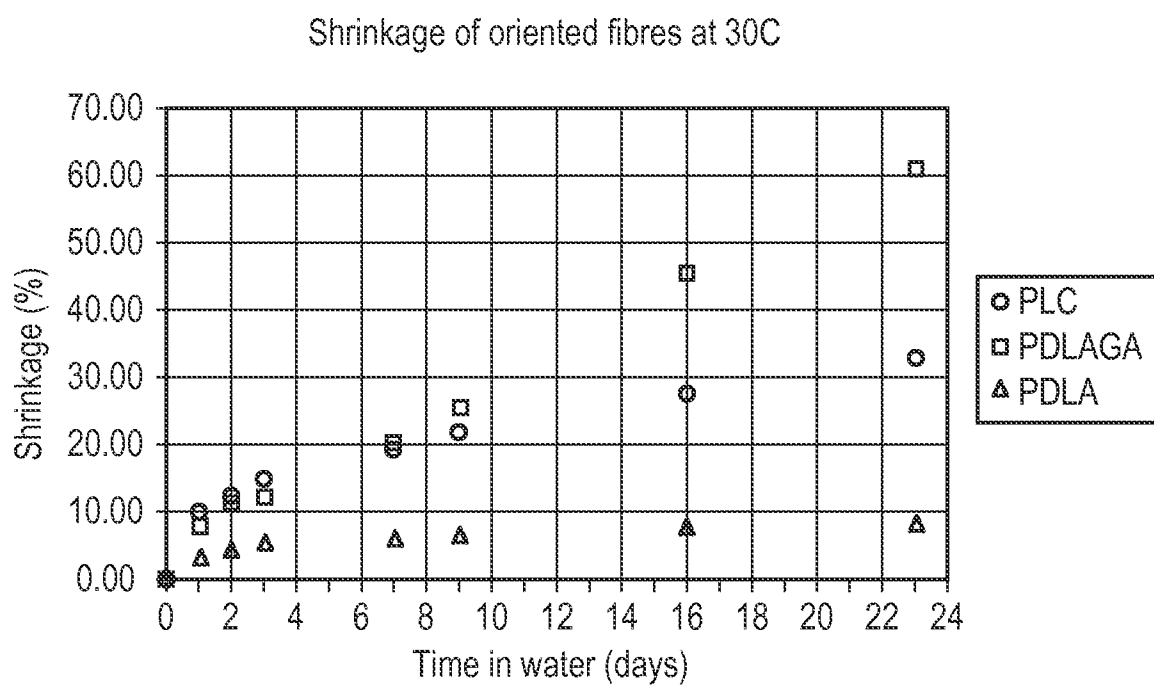 Shrinkage of oriented fibres at 30C
70.00
60.00
50.00
40.00
30.00
20.00
10.00
0.00
Shrinkage (%)
0 2 4 6 8 10 12 14 16 18 20 22 24
Time in water (days)
PLC
PDLAGA
PDLA